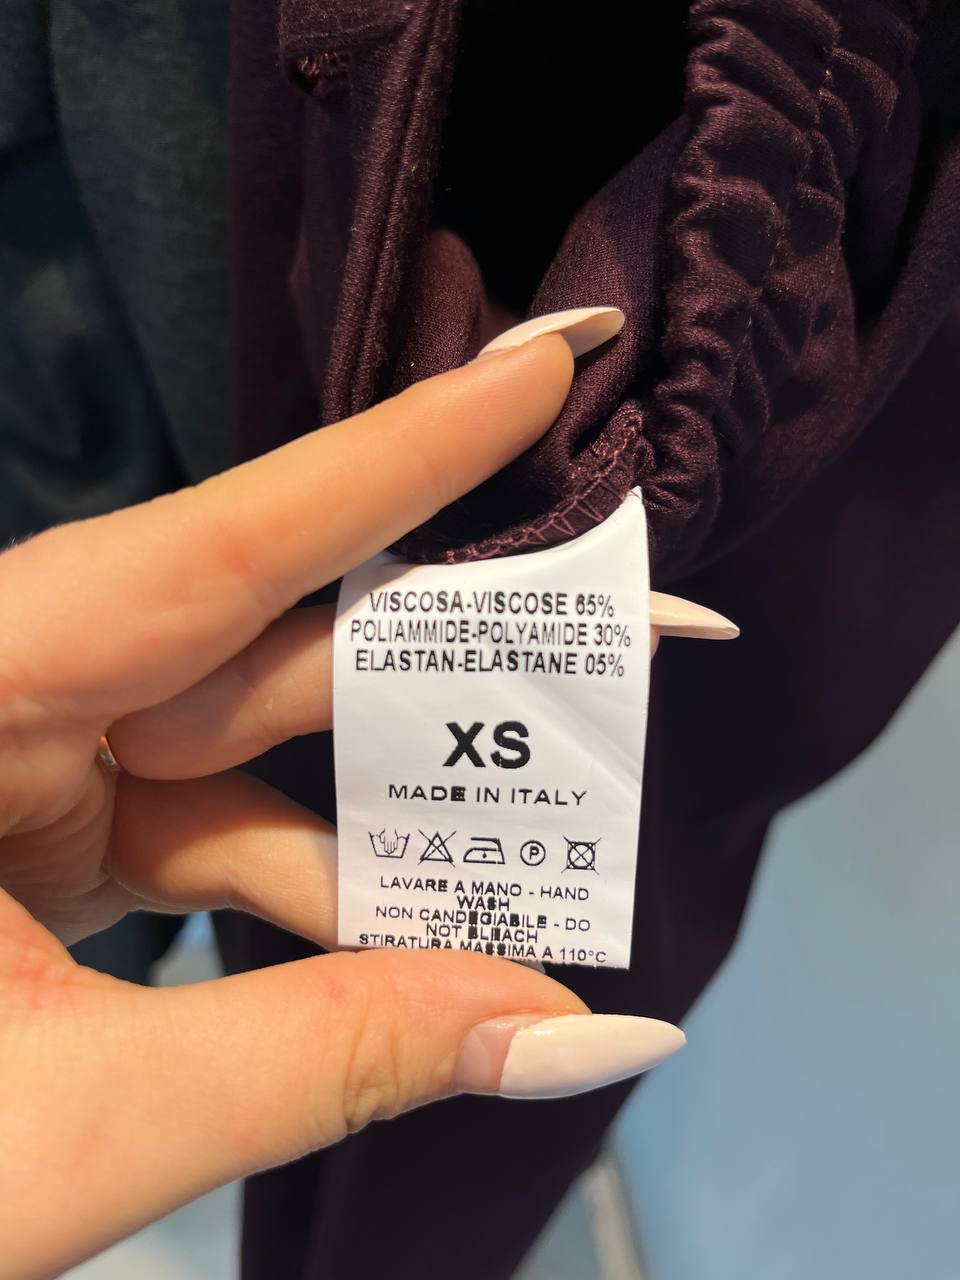 VISCOSA-VISCOSE 65%
POLIAMMIDE-POLYAMIDE 30%
ELASTAN-ELASTANE 05%
XS
MADE IN ITALY
P
LAVARE A MANO - HAND
WASH
NON CANDEGIABILE - DO
NOT BLEACH
STIRATURA MASSIMA A 110°C